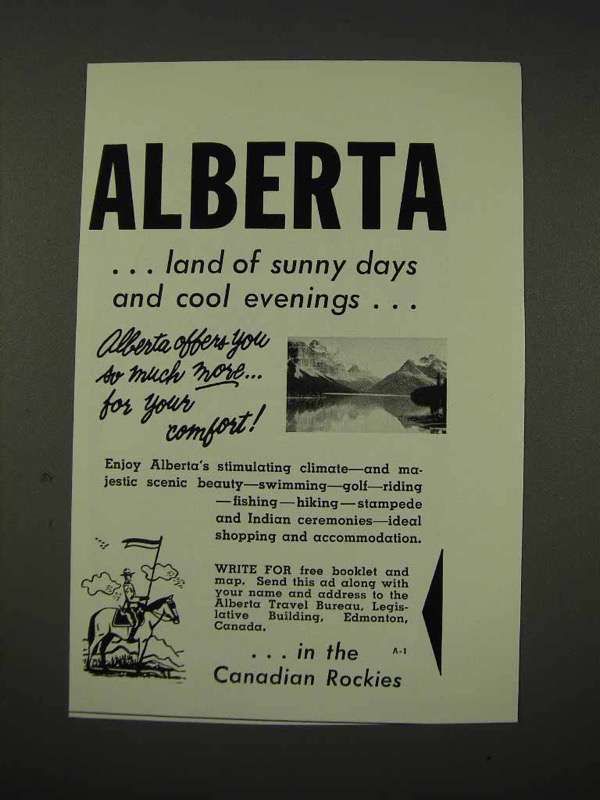 ALBERTA
. . . land of sunny days
and cool evenings . . .
Alberta offers you
so much more...
for your
comfort!
Enjoy Alberta's stimulating climate—and ma-
jestic scenic beauty—swimming—golf—riding
—fishing—hiking—stampede
and Indian ceremonies—ideal
shopping and accommodation.
WRITE FOR free booklet and
map. Send this ad along with
your name and address to the
Alberta Travel Bureau, Legis-
lative Building, Edmonton,
Canada.
. . . in the A-1
Canadian Rockies